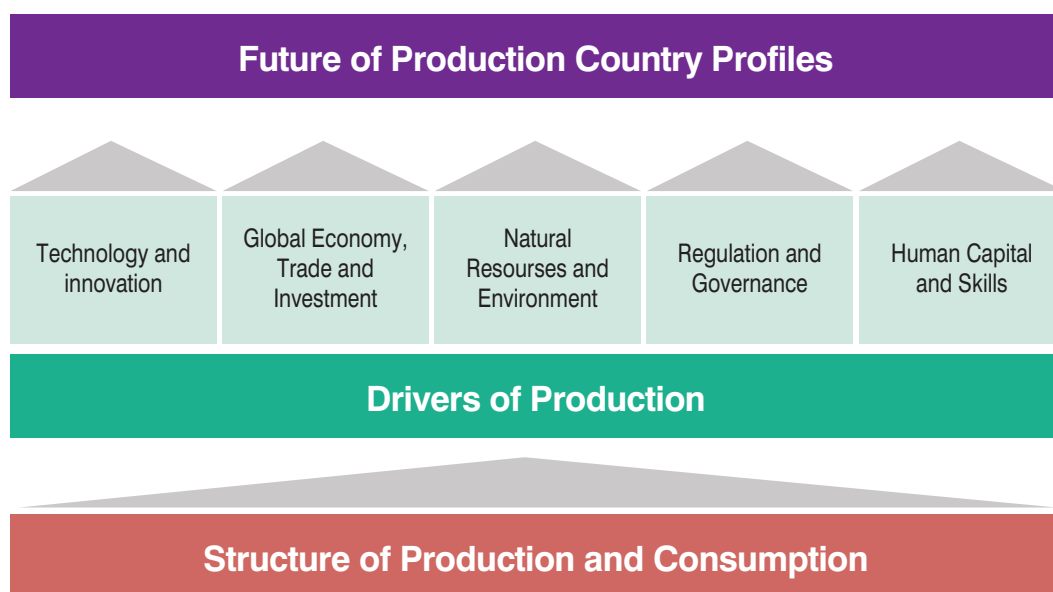 Future of Production Country Profiles
Technology and
innovation
Global Economy,
Trade and
Investment
Natural
Resourses and
Environment
Regulation and
Governance
Human Capital
and Skills
Drivers of Production
Structure of Production and Consumption